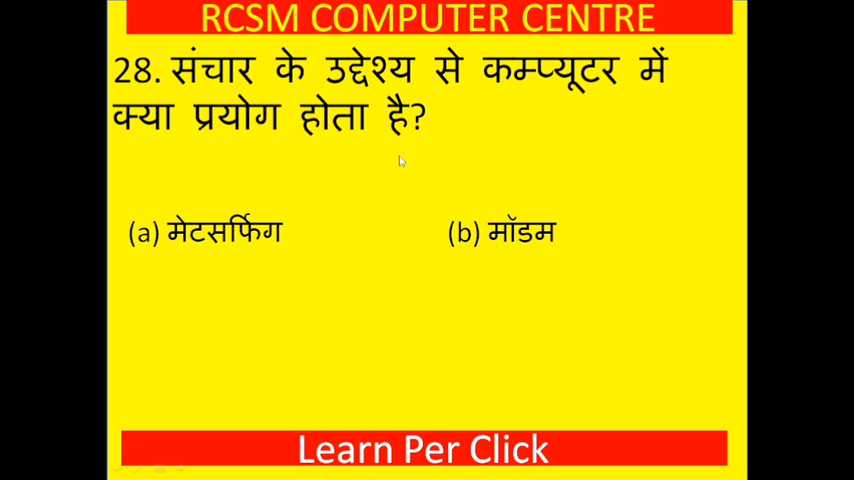 RCSM COMPUTER CENTRE
28. संचार के उद्देश्य से कम्प्यूटर में
क्या प्रयोग होता है?
(a) मेटसर्फिग (b) मॉडम
Learn Per Click